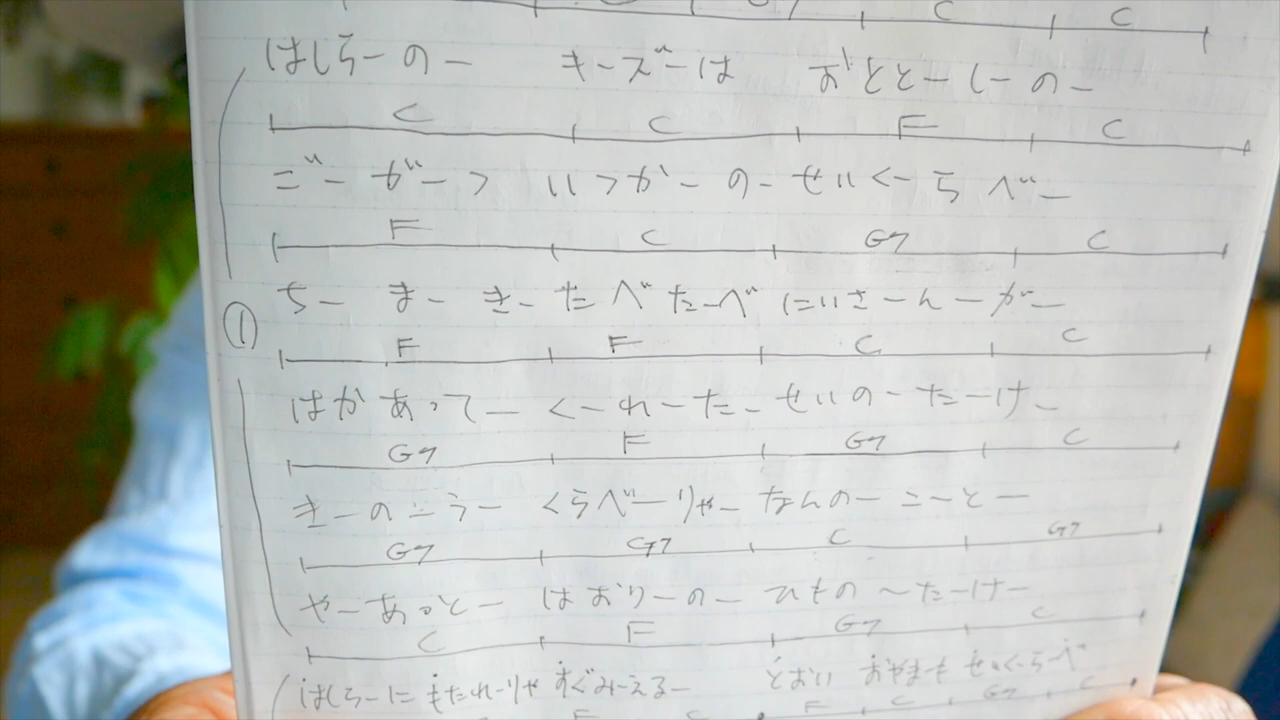 C C
はしらーのー キーズーは おととーしーの－
C C F C
ごーがーつ いつかーのーせいくーらべー
F C G7 C
ちー まー きーたべたーべ にいさーんーがー
①
F F C C
はかあってー くーれーたーせいのーたーけー
G7 F G7 C
きーのこうー くらべーりゃー なんのー こーとー
G7 G7 C G7
やーあっとー はおりーのー ひもの～たーけー
C F G7 C
はしらーに もたれーりゃ すぐみーえるー とおい おやまーも せいくーらーべ
F C F C G7 C